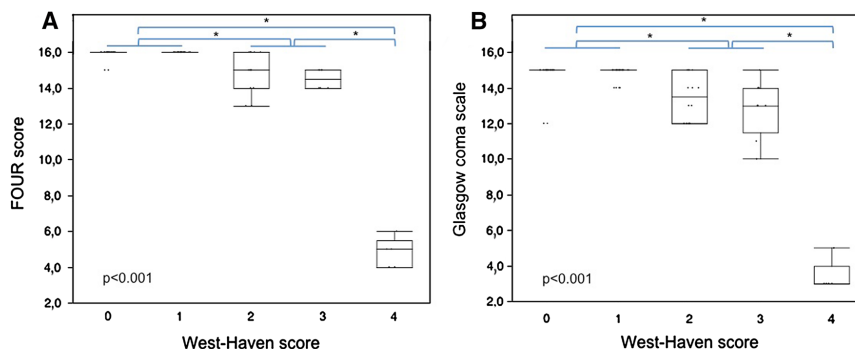 A
*
*
*
FOUR score
16,0
14,0
12,0
10,0
8,0
6,0
4,0
2,0
p<0.001
0 1 2 3 4
West-Haven score
B
*
*
*
Glasgow coma scale
16,0
14,0
12,0
10,0
8,0
6,0
4,0
2,0
p<0.001
0 1 2 3 4
West-Haven score